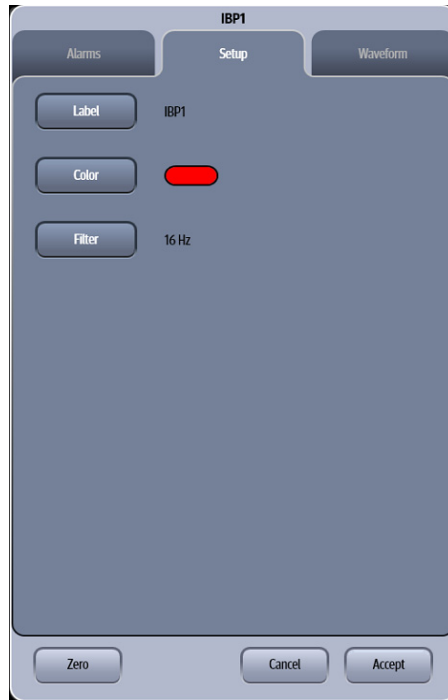 IBP1
Alarms Setup Waveform
Label IBP1
Color
Filter 16 Hz
Zero Cancel Accept